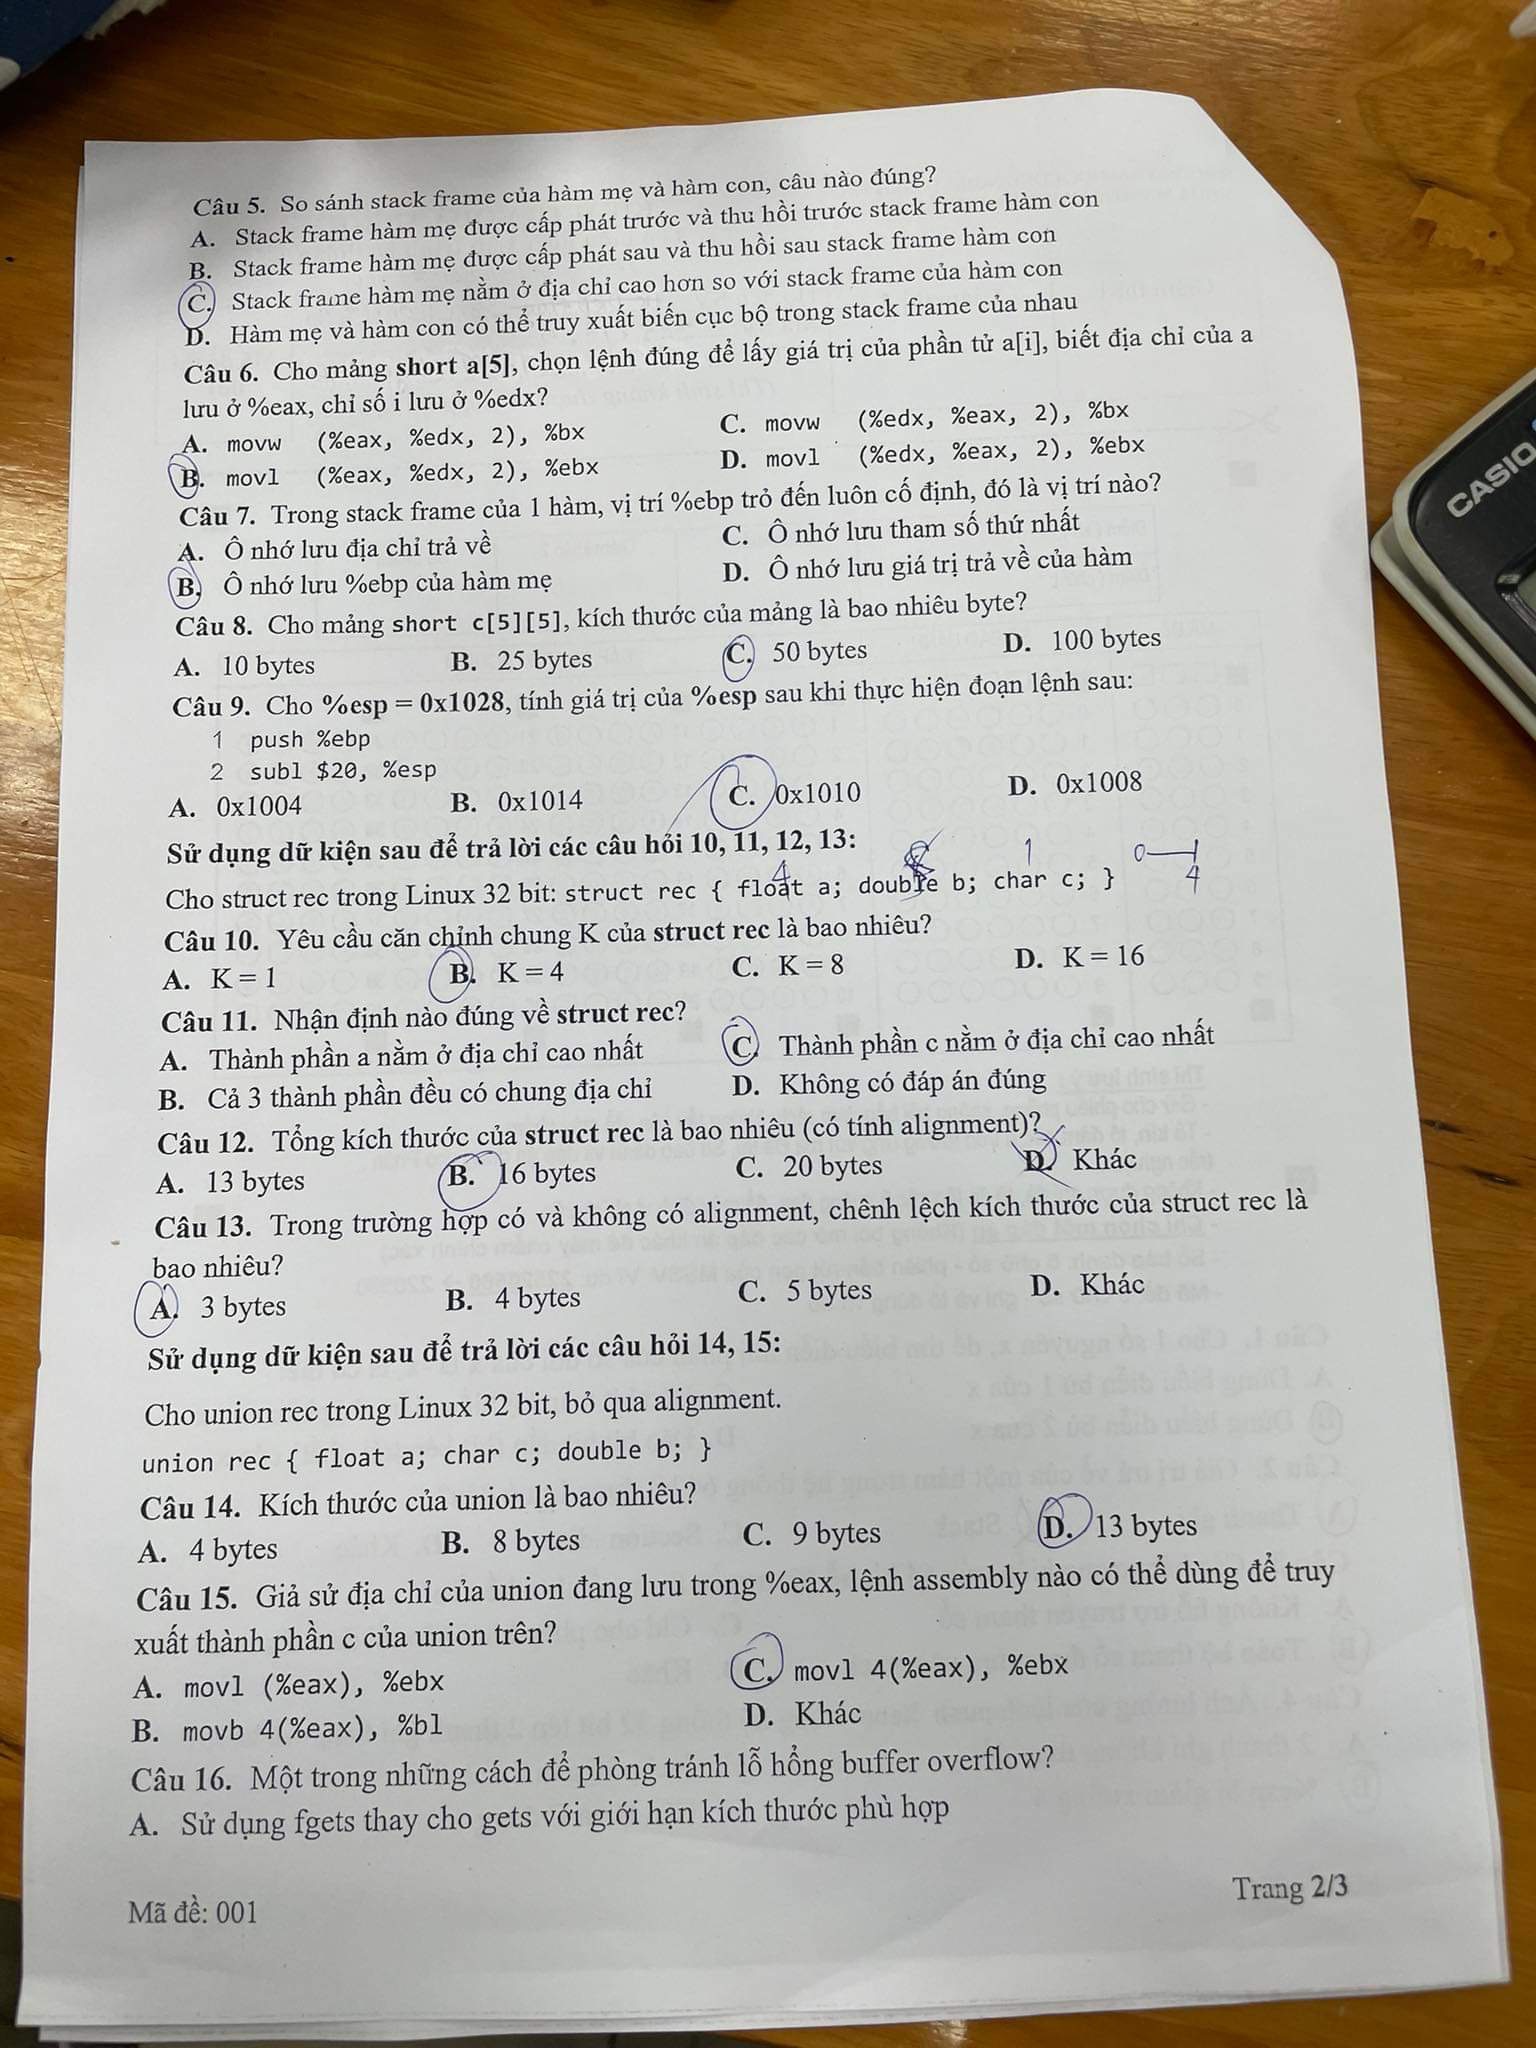 Câu 5. So sánh stack frame của hàm mẹ và hàm con, câu nào đúng?
A. Stack frame hàm mẹ được cấp phát trước và thu hồi trước stack frame hàm con
B. Stack frame hàm mẹ được cấp phát sau và thu hồi sau stack frame hàm con
C. Stack frame hàm mẹ nằm ở địa chỉ cao hơn so với stack frame của hàm con
D. Hàm mẹ và hàm con có thể truy xuất biến cục bộ trong stack frame của nhau
Câu 6. Cho mảng short a[5], chọn lệnh đúng để lấy giá trị của phần tử a[i], biết địa chỉ của a
lưu ở %eax, chỉ số i lưu ở %edx?
A. movw (%eax, %edx, 2), %bx C. movw (%edx, %eax, 2), %bx
B. movl (%eax, %edx, 2), %ebx D. movl (%edx, %eax, 2), %ebx
Câu 7. Trong stack frame của 1 hàm, vị trí %ebp trỏ đến luôn cố định, đó là vị trí nào?
A. Ô nhớ lưu địa chỉ trả về C. Ô nhớ lưu tham số thứ nhất
B. Ô nhớ lưu %ebp của hàm mẹ D. Ô nhớ lưu giá trị trả về của hàm
Câu 8. Cho mảng short c[5][5], kích thước của mảng là bao nhiêu byte?
A. 10 bytes B. 25 bytes C. 50 bytes D. 100 bytes
Câu 9. Cho %esp = 0x1028, tính giá trị của %esp sau khi thực hiện đoạn lệnh sau:
1 push %ebp
2 subl $20, %esp
A. 0x1004 B. 0x1014 C. 0x1010 D. 0x1008
Sử dụng dữ kiện sau để trả lời các câu hỏi 10, 11, 12, 13:
4 1 0 4
Cho struct rec trong Linux 32 bit: struct rec { float a; double b; char c; }
Câu 10. Yêu cầu căn chỉnh chung K của struct rec là bao nhiêu?
A. K = 1 B. K = 4 C. K = 8 D. K = 16
Câu 11. Nhận định nào đúng về struct rec?
A. Thành phần a nằm ở địa chỉ cao nhất C. Thành phần c nằm ở địa chỉ cao nhất
B. Cả 3 thành phần đều có chung địa chỉ D. Không có đáp án đúng
Câu 12. Tổng kích thước của struct rec là bao nhiêu (có tính alignment)?
A. 13 bytes B. 16 bytes C. 20 bytes D. Khác
Câu 13. Trong trường hợp có và không có alignment, chênh lệch kích thước của struct rec là
bao nhiêu?
A. 3 bytes B. 4 bytes C. 5 bytes D. Khác
Sử dụng dữ kiện sau để trả lời các câu hỏi 14, 15:
Cho union rec trong Linux 32 bit, bỏ qua alignment.
union rec { float a; char c; double b; }
Câu 14. Kích thước của union là bao nhiêu?
A. 4 bytes B. 8 bytes C. 9 bytes D. 13 bytes
Câu 15. Giả sử địa chỉ của union đang lưu trong %eax, lệnh assembly nào có thể dùng để truy
xuất thành phần c của union trên?
A. movl (%eax), %ebx C. movl 4(%eax), %ebx
B. movb 4(%eax), %bl D. Khác
Câu 16. Một trong những cách để phòng tránh lỗ hổng buffer overflow?
A. Sử dụng fgets thay cho gets với giới hạn kích thước phù hợp
Mã đề: 001 Trang 2/3
CASIO